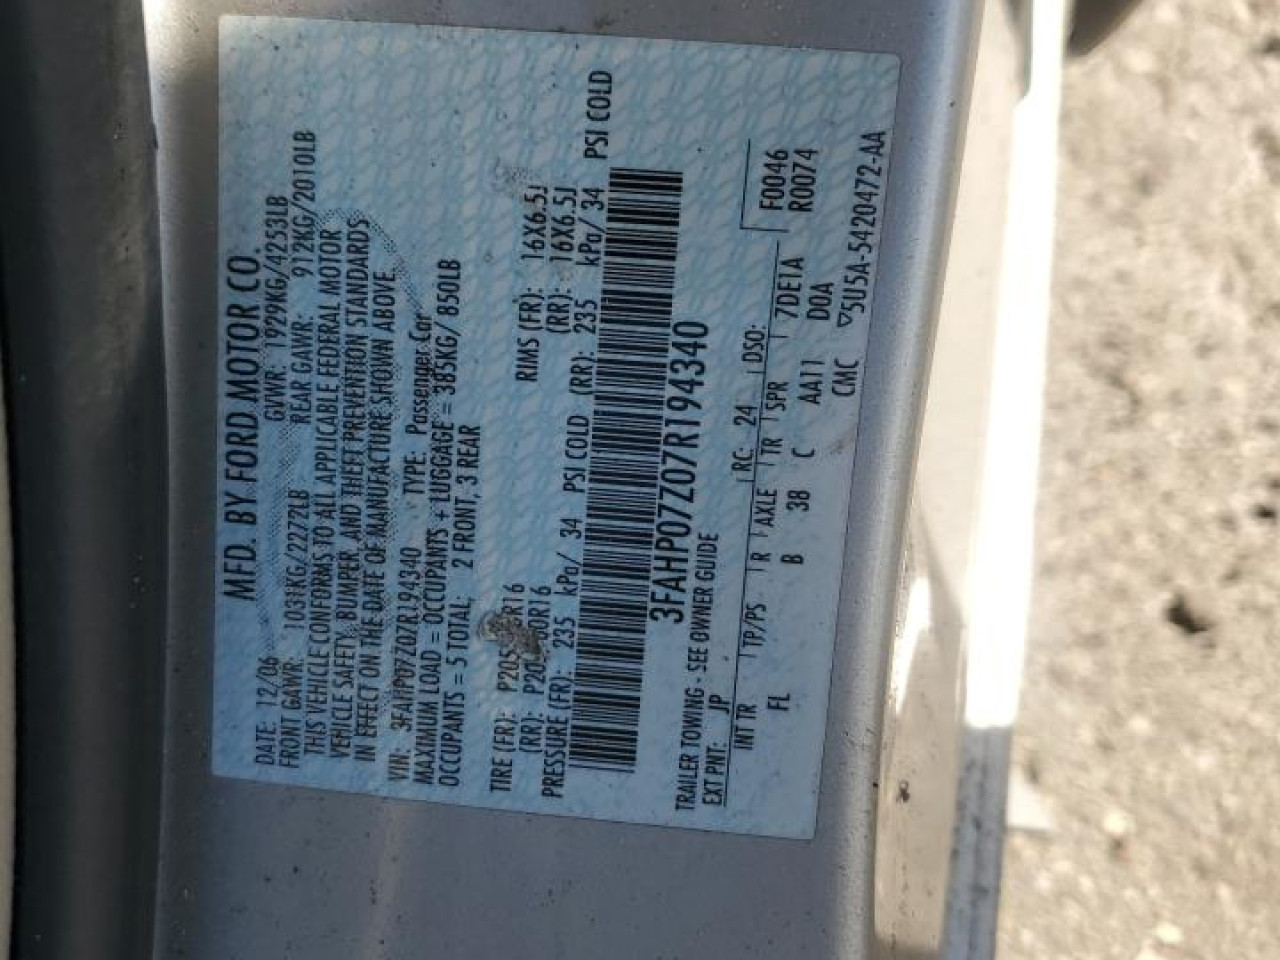 MFD. BY FORD MOTOR CO.
DATE: 12/06 GVWR: 1929KG/4253LB
FRONT GAWR: 1031KG/2272LB REAR GAWR: 912KG/2010LB
THIS VEHICLE CONFORMS TO ALL APPLICABLE FEDERAL MOTOR
VEHICLE SAFETY, BUMPER, AND THEFT PREVENTION STANDARDS
IN EFFECT ON THE DATE OF MANUFACTURE SHOWN ABOVE.
VIN: 3FAHP07Z07R194340 TYPE: Passenger Car
MAXIMUM LOAD = OCCUPANTS + LUGGAGE = 385KG/ 850LB
OCCUPANTS = 5 TOTAL; 2 FRONT, 3 REAR
TIRE (FR): RIMS (FR): 16X6.5J
(RR): (RR): 16X6.5J
PRESSURE (FR): 235 kPa/ 34 PSI COLD (RR): 235 kPa/ 34 PSI COLD
3FAHP07Z07R194340
TRAILER TOWING - SEE OWNER GUIDE
EXT PNT: JP RC: 24 DSO: F0046
R0074
INT TR TP/PS R AXLE TR SPR 7DE1A
FL B 38 C AA11 D0A
CMC ▽5U5A-5420472-AA